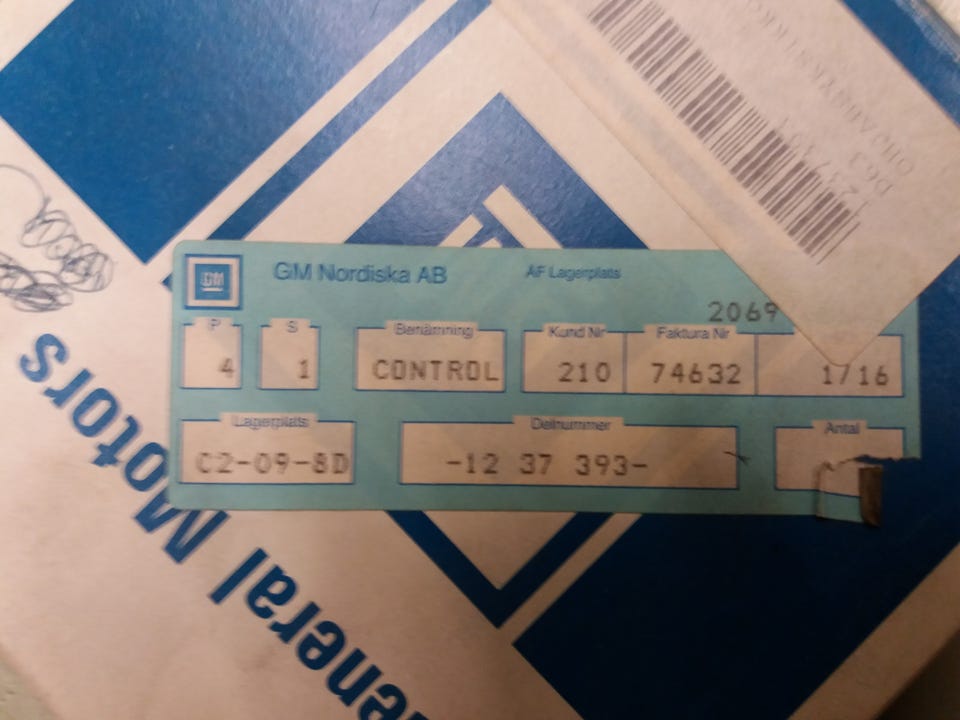 GM
GM Nordiska AB
AF Lagerplats
2069
P
S
Benämning
Kund Nr
Faktura Nr
4
1
CONTROL
210
74632
1/16
Lagerplats
Delnummer
Antal
C2-09-8D
-12 37 393-
eneral Motors